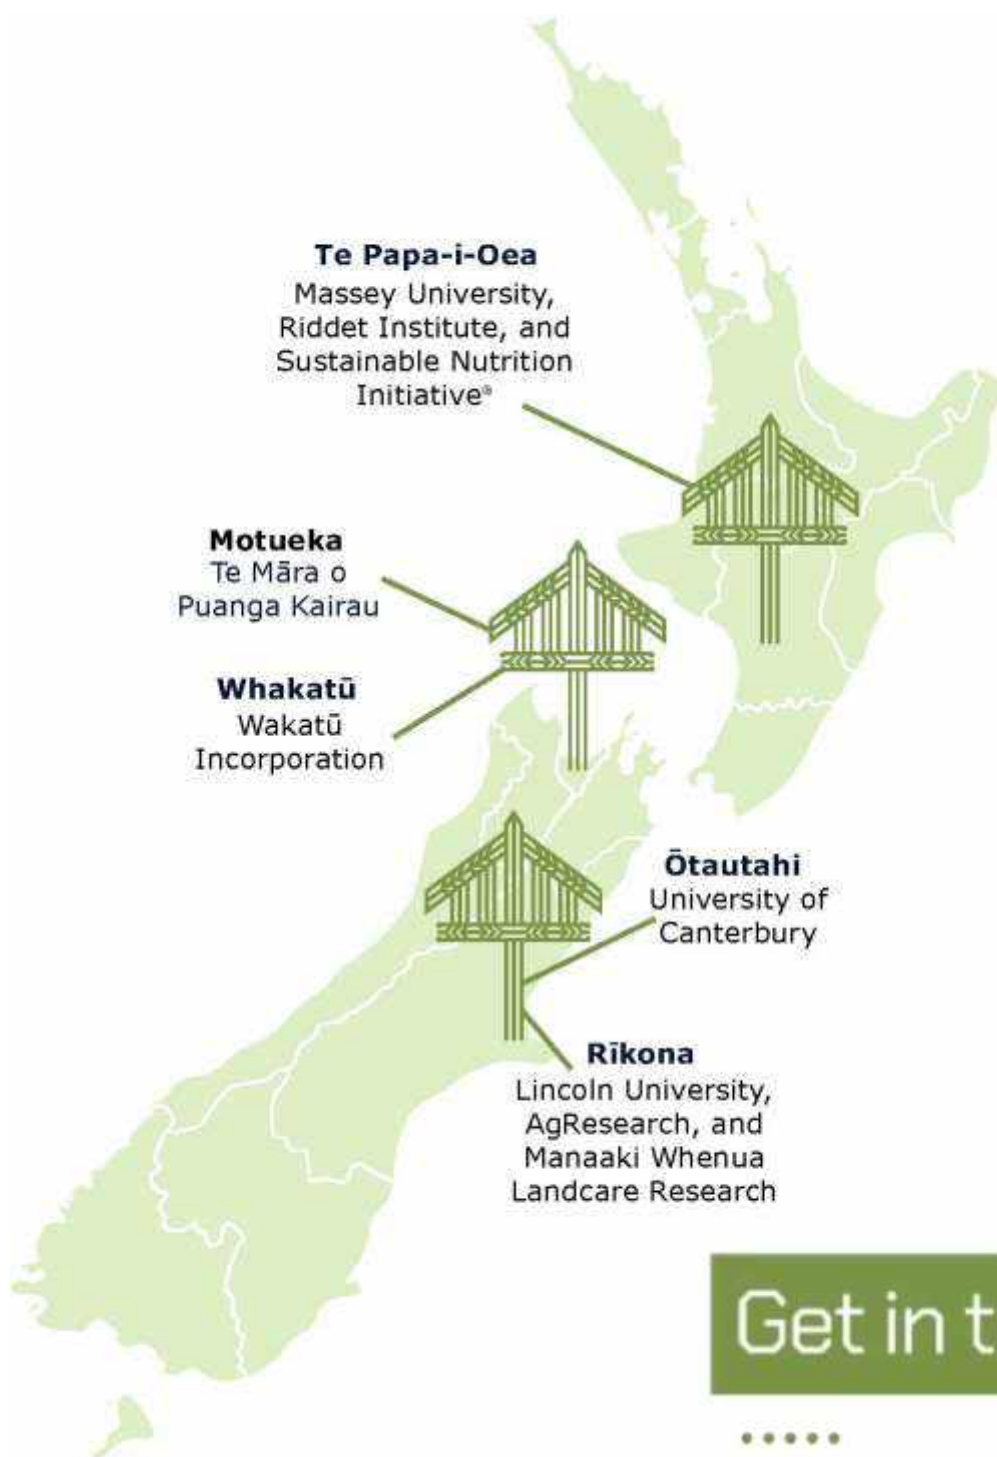 Te Papa-i-Oea
Massey University,
Riddet Institute, and
Sustainable Nutrition
Initiative®
Motueka
Te Māra o
Puanga Kairau
Whakatū
Wakatū
Incorporation
Ōtautahi
University of
Canterbury
Rīkona
Lincoln University,
AgResearch, and
Manaaki Whenua
Landcare Research
Get in t